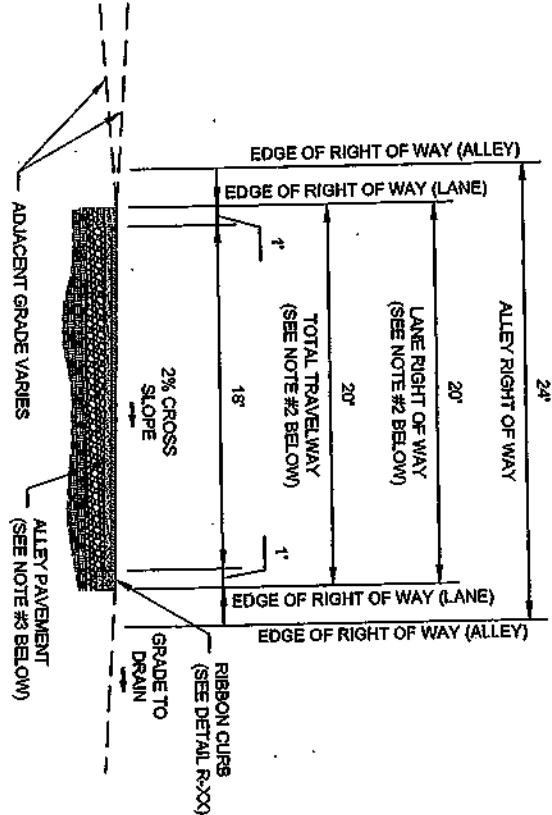 24'
ALLEY RIGHT OF WAY
20'
LANE RIGHT OF WAY
(SEE NOTE #2 BELOW)
20'
TOTAL TRAVELWAY
(SEE NOTE #2 BELOW)
1'
1'
18'
2% CROSS
SLOPE
EDGE OF RIGHT OF WAY (ALLEY)
EDGE OF RIGHT OF WAY (LANE)
EDGE OF RIGHT OF WAY (LANE)
EDGE OF RIGHT OF WAY (ALLEY)
RIBBON CURB
(SEE DETAIL R-XX)
GRADE TO
DRAIN
ADJACENT GRADE VARIES
ALLEY PAVEMENT
(SEE NOTE #3 BELOW)